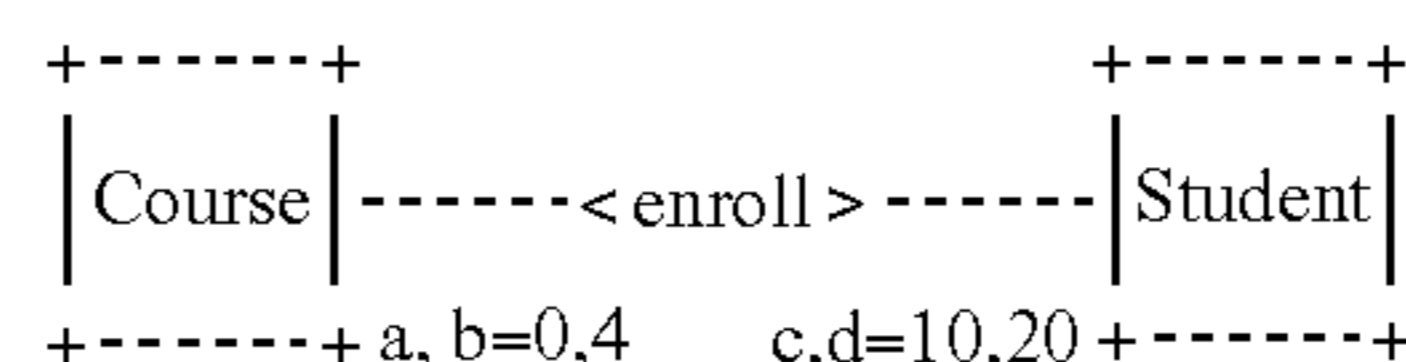 +-------+ +-------+
| Course | ------< enroll > ------ | Student |
+-------+ a, b=0,4 c,d=10,20 +-------+